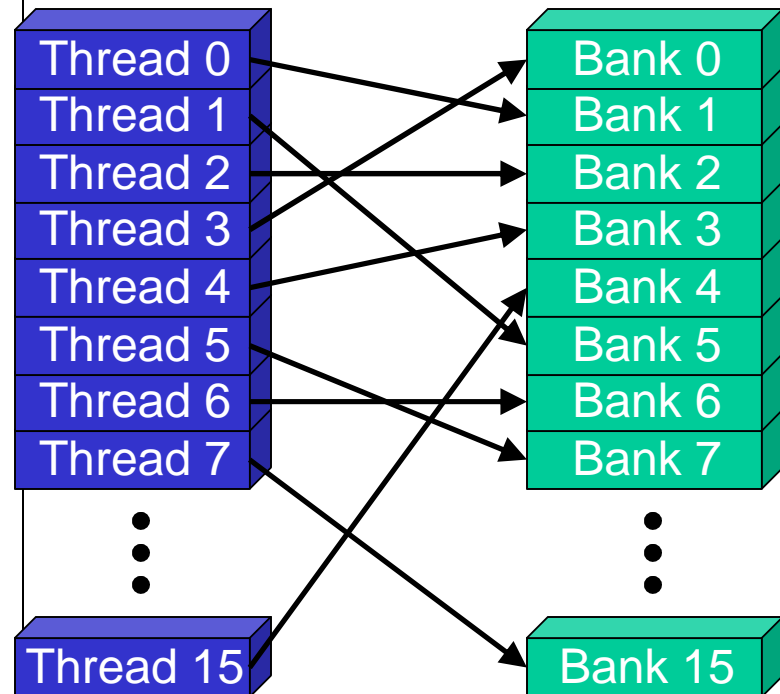 Thread 0
Thread 1
Thread 2
Thread 3
Thread 4
Thread 5
Thread 6
Thread 7
Thread 15
Bank 0
Bank 1
Bank 2
Bank 3
Bank 4
Bank 5
Bank 6
Bank 7
Bank 15